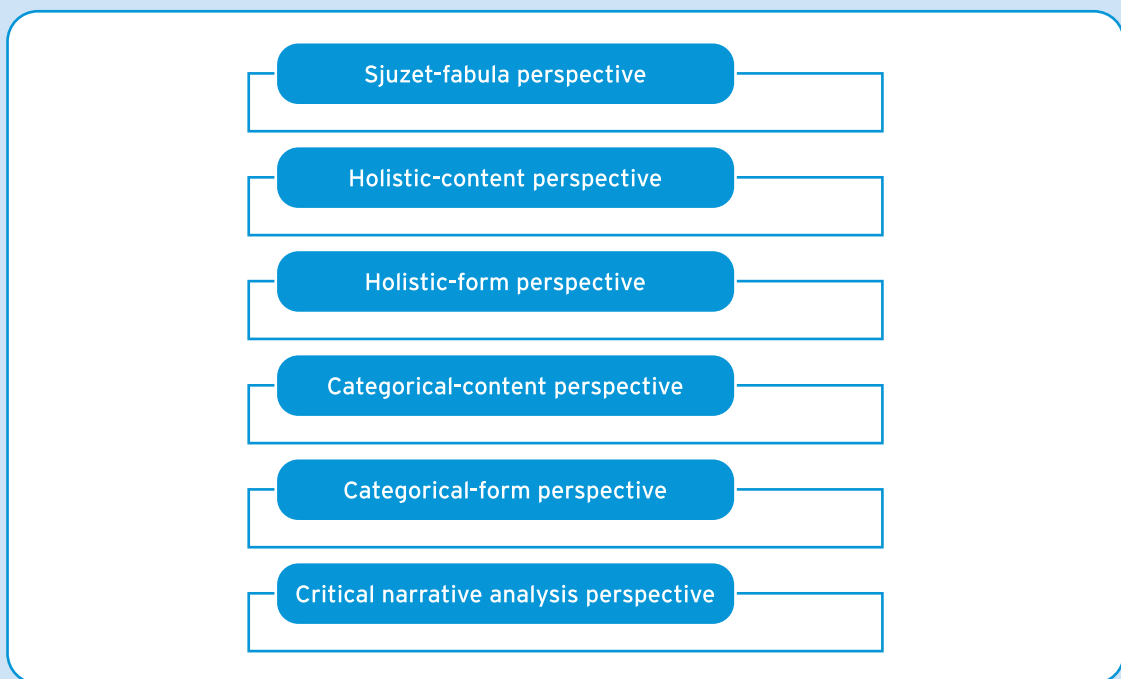 Sjuzet-fabula perspective
Holistic-content perspective
Holistic-form perspective
Categorical-content perspective
Categorical-form perspective
Critical narrative analysis perspective